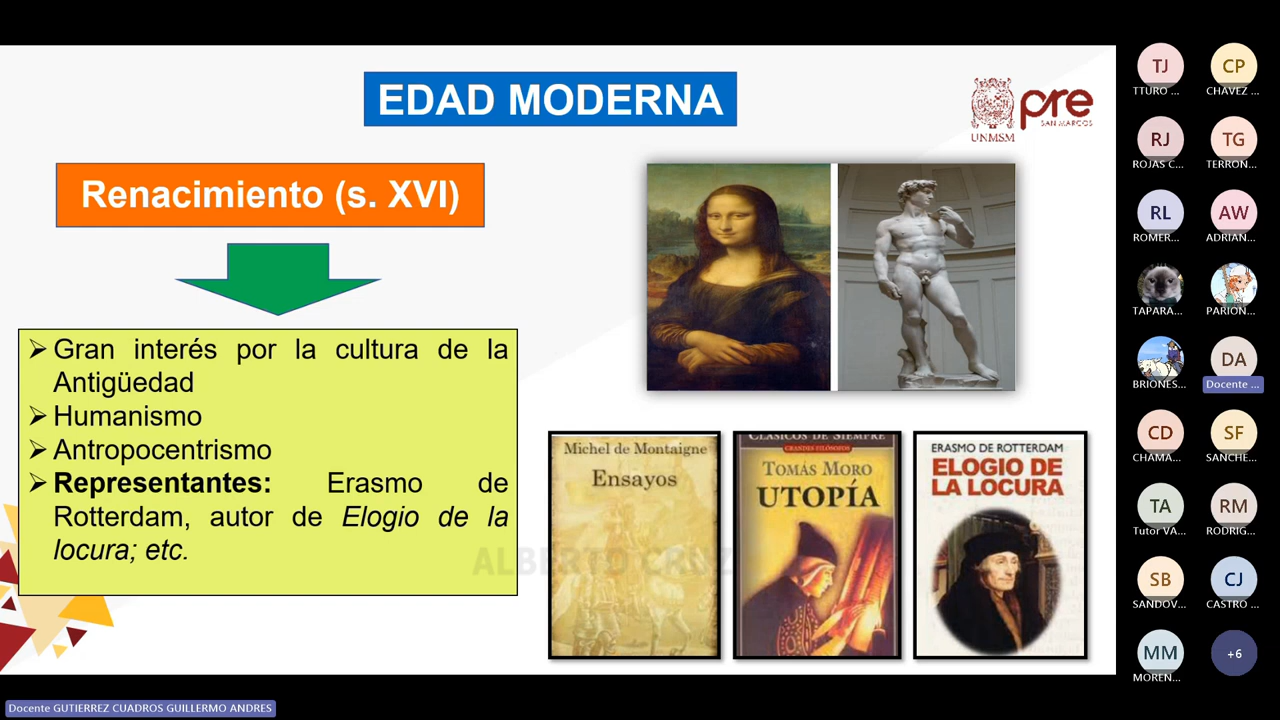 EDAD MODERNA
UNMSM
pre
SAN MARCOS
Renacimiento (s. XVI)
➢ Gran interés por la cultura de la
Antigüedad
➢ Humanismo
➢ Antropocentrismo
➢ Representantes: Erasmo de
Rotterdam, autor de Elogio de la
locura; etc.
ALBERTO CRUZ
Michel de Montaigne
Ensayos
CLÁSICOS DE SIEMPRE
GRANDES FILÓSOFOS
TOMÁS MORO
UTOPÍA
ERASMO DE ROTTERDAM
ELOGIO DE
LA LOCURA
TJ
TTURO ...
CP
CHAVEZ ...
RJ
ROJAS C...
TG
TERRON...
RL
ROMER...
AW
ADRIAN...
TAPARA...
PARION...
BRIONES...
DA
Docente ...
CD
CHAMA...
SF
SANCHE...
TA
Tutor VA...
RM
RODRIG...
SB
SANDOV...
CJ
CASTRO ...
MM
MOREN...
+6
Docente GUTIERREZ CUADROS GUILLERMO ANDRES